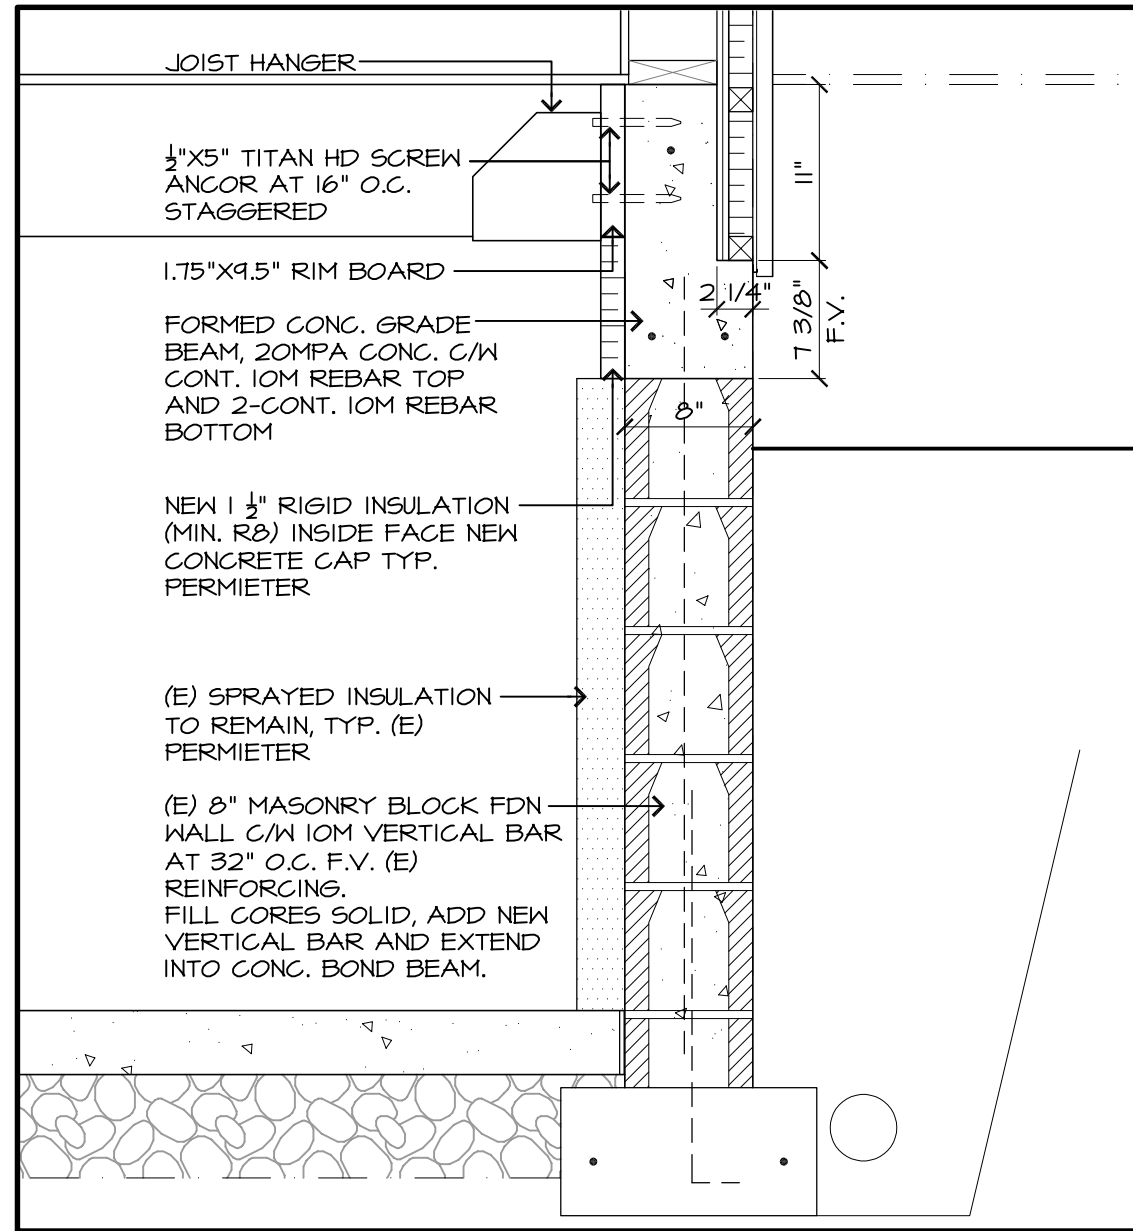 JOIST HANGER
½"X5" TITAN HD SCREW
ANCOR AT 16" O.C.
STAGGERED
1.75"X9.5" RIM BOARD
FORMED CONC. GRADE
BEAM, 20MPA CONC. C/W
CONT. 10M REBAR TOP
AND 2-CONT. 10M REBAR
BOTTOM
NEW 1 ½" RIGID INSULATION
(MIN. R8) INSIDE FACE NEW
CONCRETE CAP TYP.
PERMIETER
(E) SPRAYED INSULATION
TO REMAIN, TYP. (E)
PERMIETER
(E) 8" MASONRY BLOCK FDN
WALL C/W 10M VERTICAL BAR
AT 32" O.C. F.V. (E)
REINFORCING.
FILL CORES SOLID, ADD NEW
VERTICAL BAR AND EXTEND
INTO CONC. BOND BEAM.
11"
2 1/4"
7 3/8"
F.V.
8"